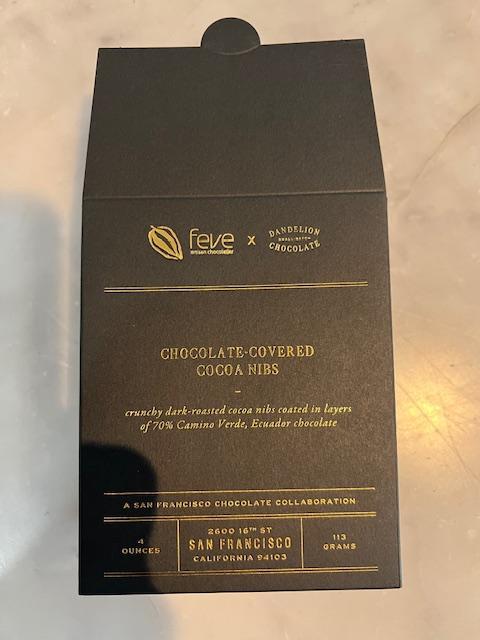 feve
artisan chocolatier
x
DANDELION
SMALL-BATCH
CHOCOLATE
CHOCOLATE-COVERED
COCOA NIBS
–
crunchy dark-roasted cocoa nibs coated in layers
of 70% Camino Verde, Ecuador chocolate
A SAN FRANCISCO CHOCOLATE COLLABORATION
4
OUNCES
2600 16TH ST
SAN FRANCISCO
CALIFORNIA 94103
113
GRAMS